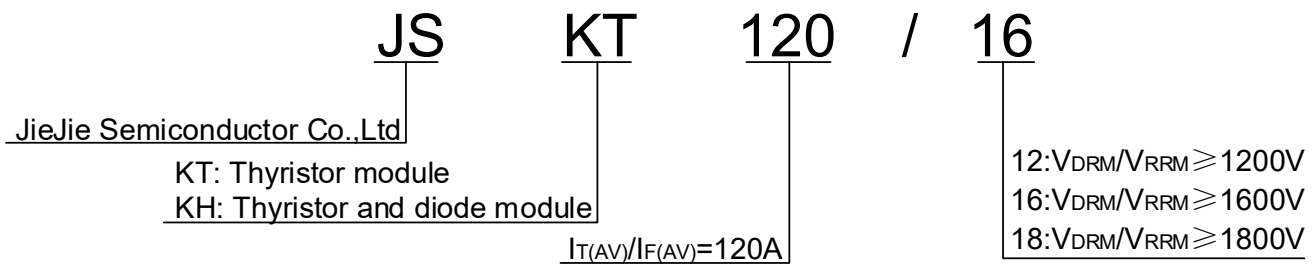 JS KT 120 / 16
JieJie Semiconductor Co.,Ltd
KT: Thyristor module
KH: Thyristor and diode module
IT(AV)/IF(AV)=120A
12:VDRM/VRRM≥1200V
16:VDRM/VRRM≥1600V
18:VDRM/VRRM≥1800V